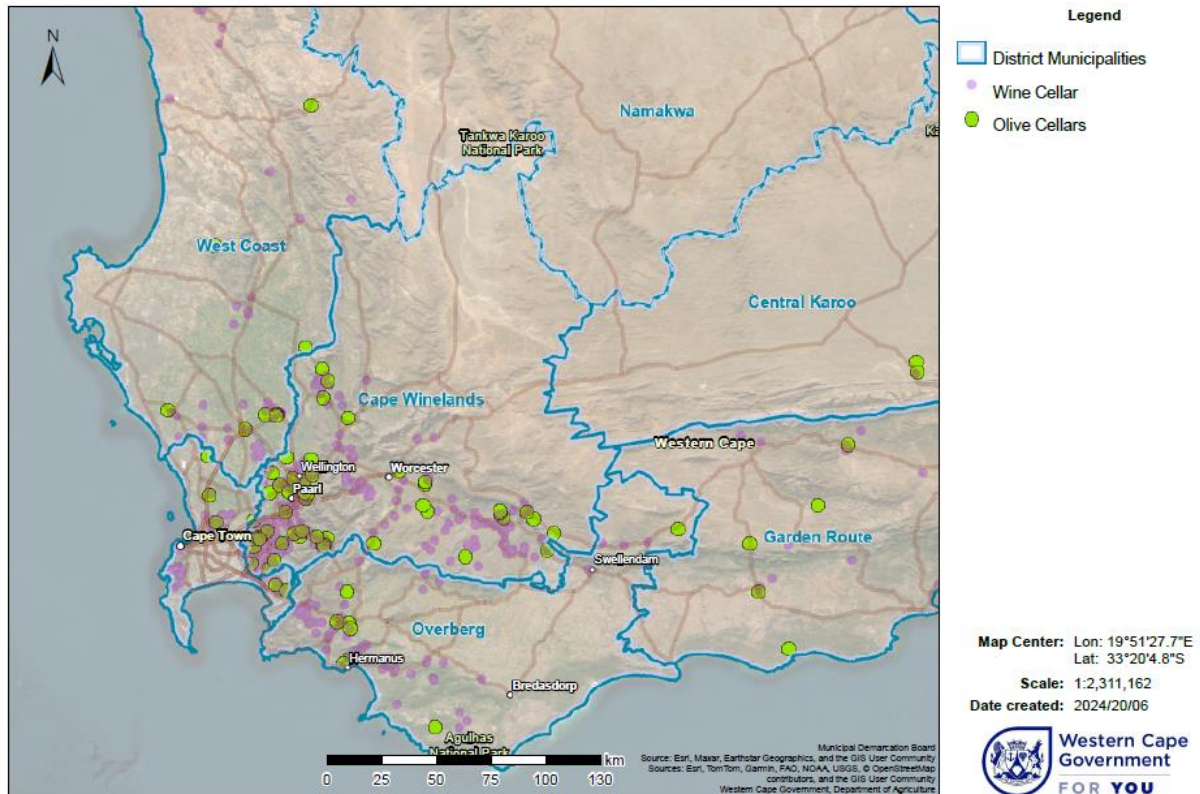 N
Namakwa
Tankwa Karoo
National Park
West Coast
Central Karoo
Cape Winelands
Western Cape
Wellington
Worcester
Paarl
Cape Town
Garden Route
Swellendam
Overberg
Hermanus
Bredasdorp
Agulhas
National Park
km
0 25 50 75 100 130
Municipal Demarcation Board
Source: Esri, Maxar, Earthstar Geographics, and the GIS User Community
Sources: Esri, TomTom, Garmin, FAO, NOAA, USGS, © OpenStreetMap
contributors, and the GIS User Community
Western Cape Government, Department of Agriculture
Legend
District Municipalities
Wine Cellar
Olive Cellars
Map Center: Lon: 19°51'27.7"E
Lat: 33°20'4.8"S
Scale: 1:2,311,162
Date created: 2024/20/06
Western Cape
Government
FOR YOU